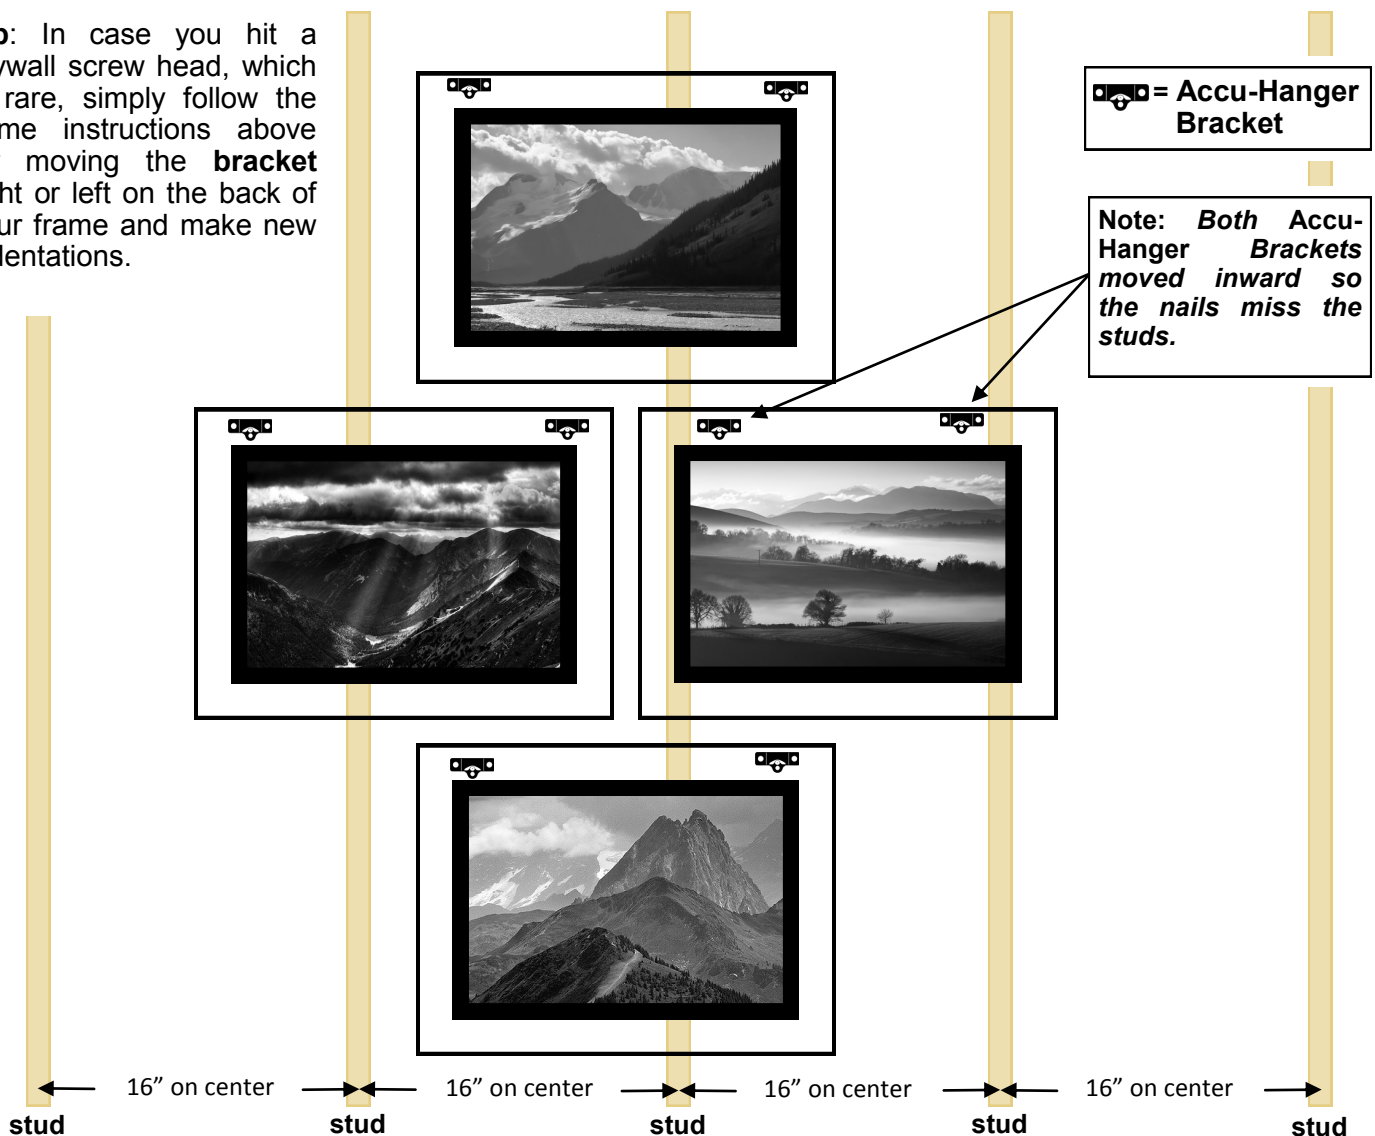 p: In case you hit a
ywall screw head, which
rare, simply follow the
me instructions above
moving the bracket
ht or left on the back of
ur frame and make new
dentations.
= Accu-Hanger
Bracket
Note: Both Accu-
Hanger Brackets
moved inward so
the nails miss the
studs.
16” on center
16” on center
16” on center
16” on center
stud
stud
stud
stud
stud